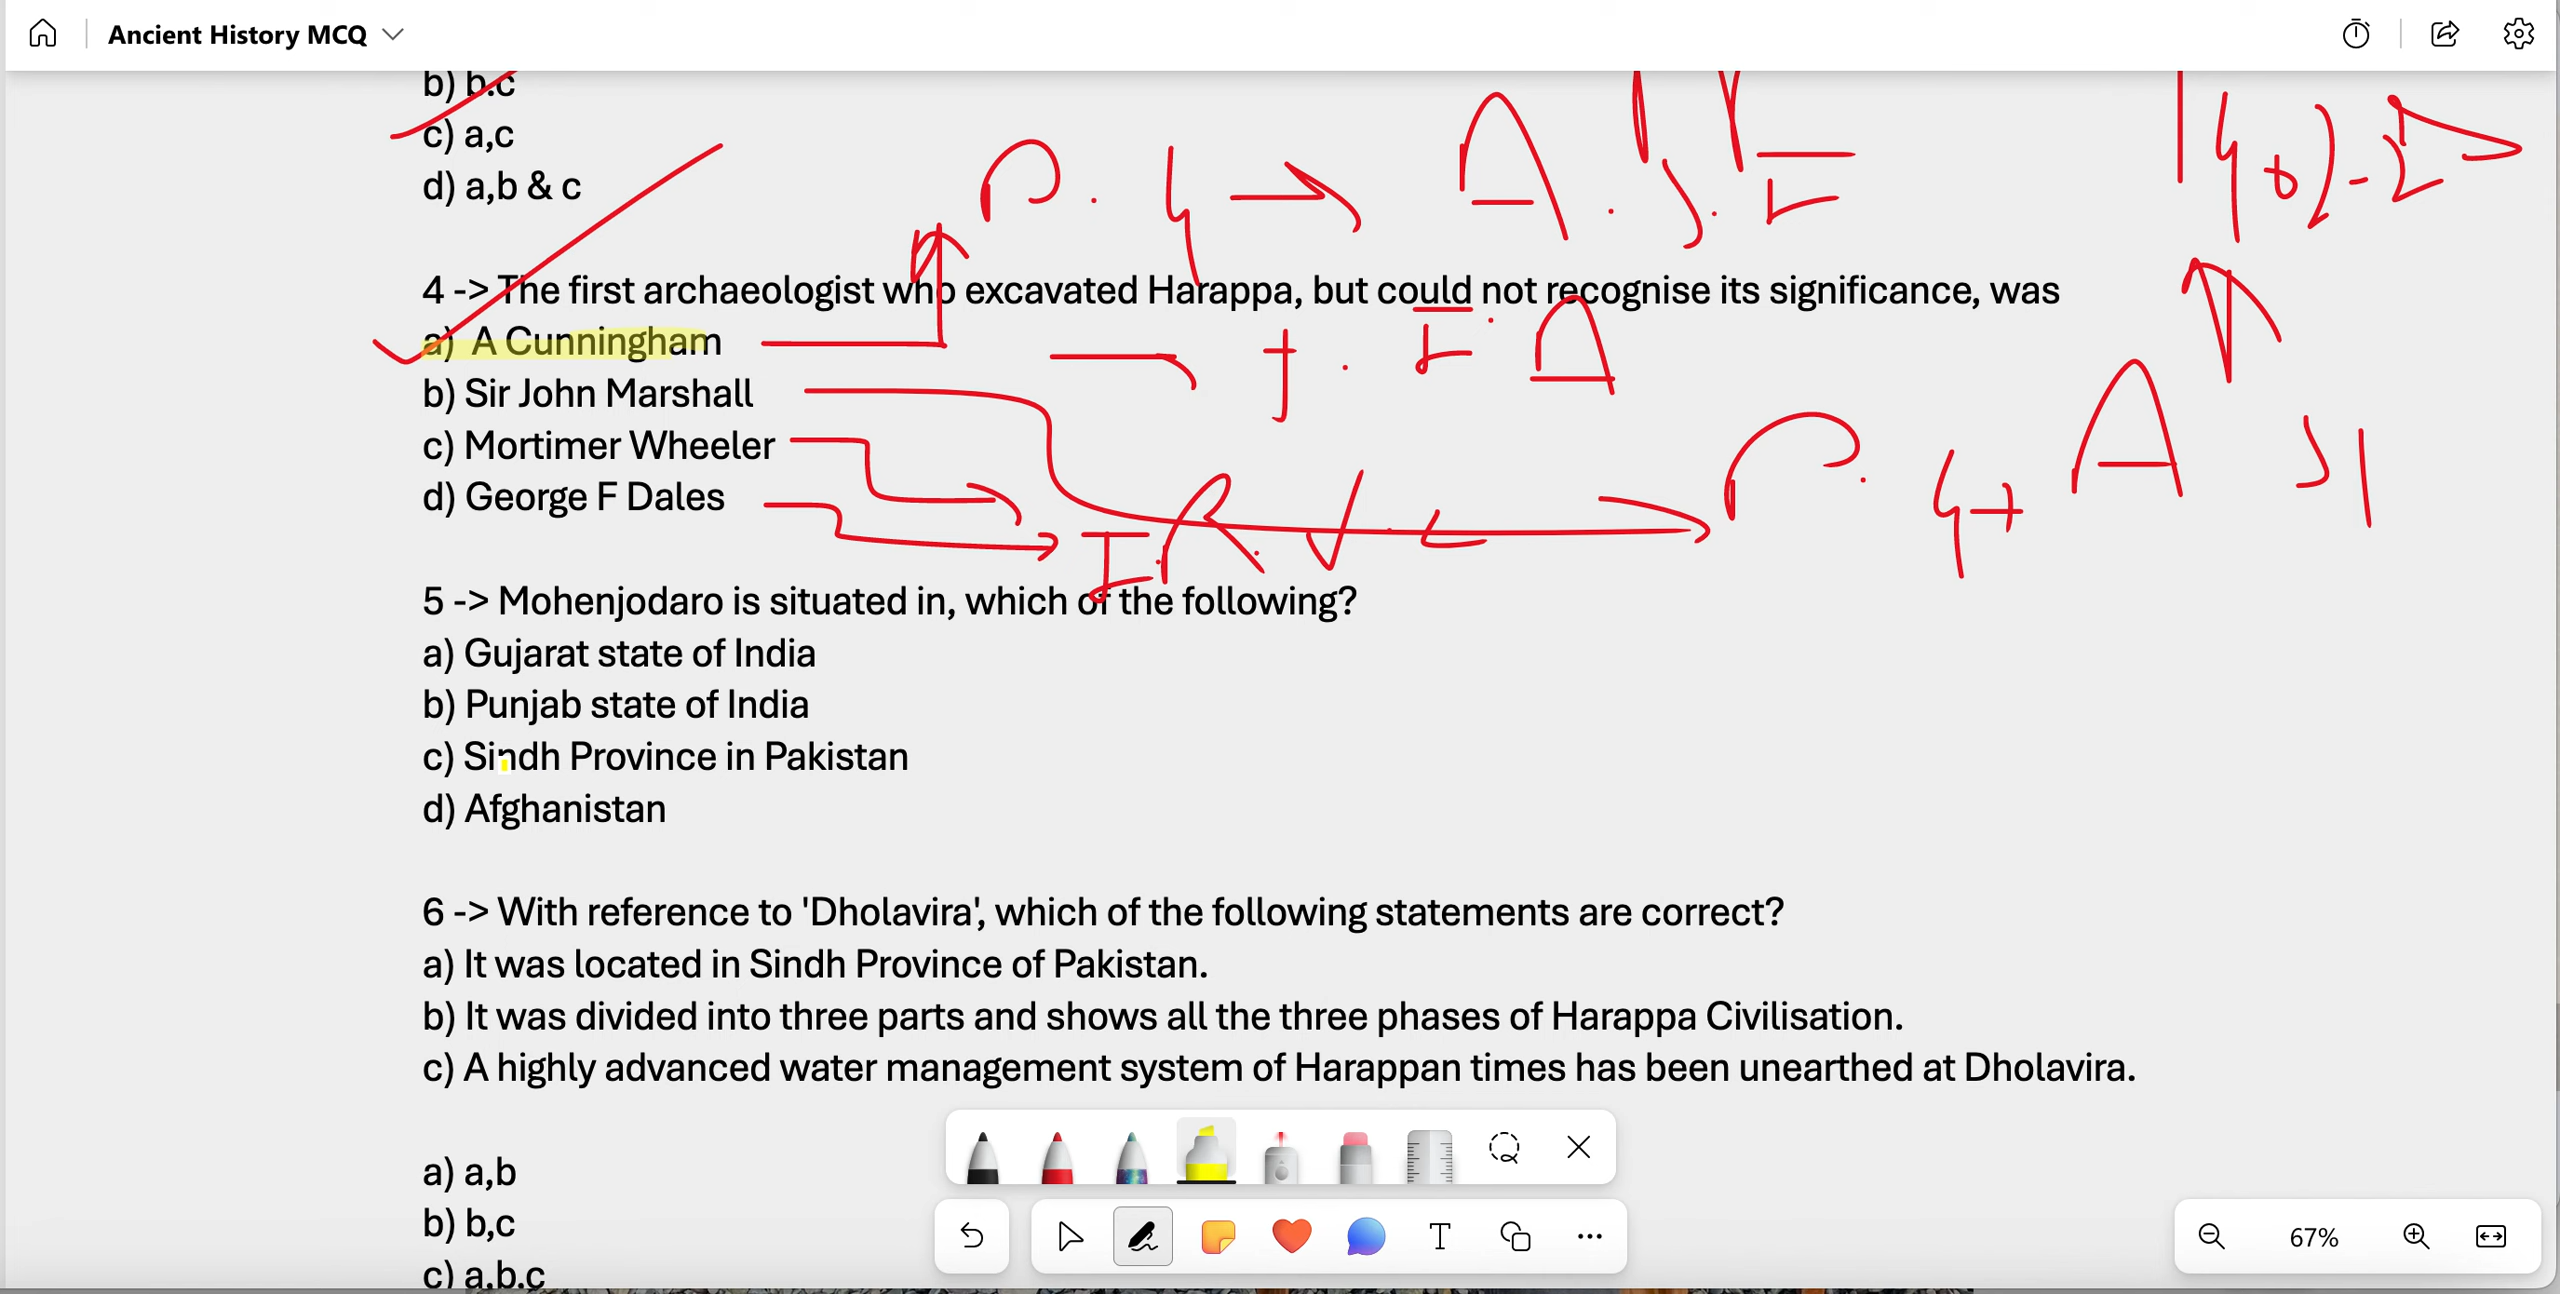 Ancient History MCQ
b) b.c
c) a,c
d) a,b & c
4 -> The first archaeologist who excavated Harappa, but could not recognise its significance, was
a) A Cunningham
b) Sir John Marshall
c) Mortimer Wheeler
d) George F Dales
5 -> Mohenjodaro is situated in, which of the following?
a) Gujarat state of India
b) Punjab state of India
c) Sindh Province in Pakistan
d) Afghanistan
6 -> With reference to 'Dholavira', which of the following statements are correct?
a) It was located in Sindh Province of Pakistan.
b) It was divided into three parts and shows all the three phases of Harappa Civilisation.
c) A highly advanced water management system of Harappan times has been unearthed at Dholavira.
a) a,b
b) b,c
c) a,b,c
67%